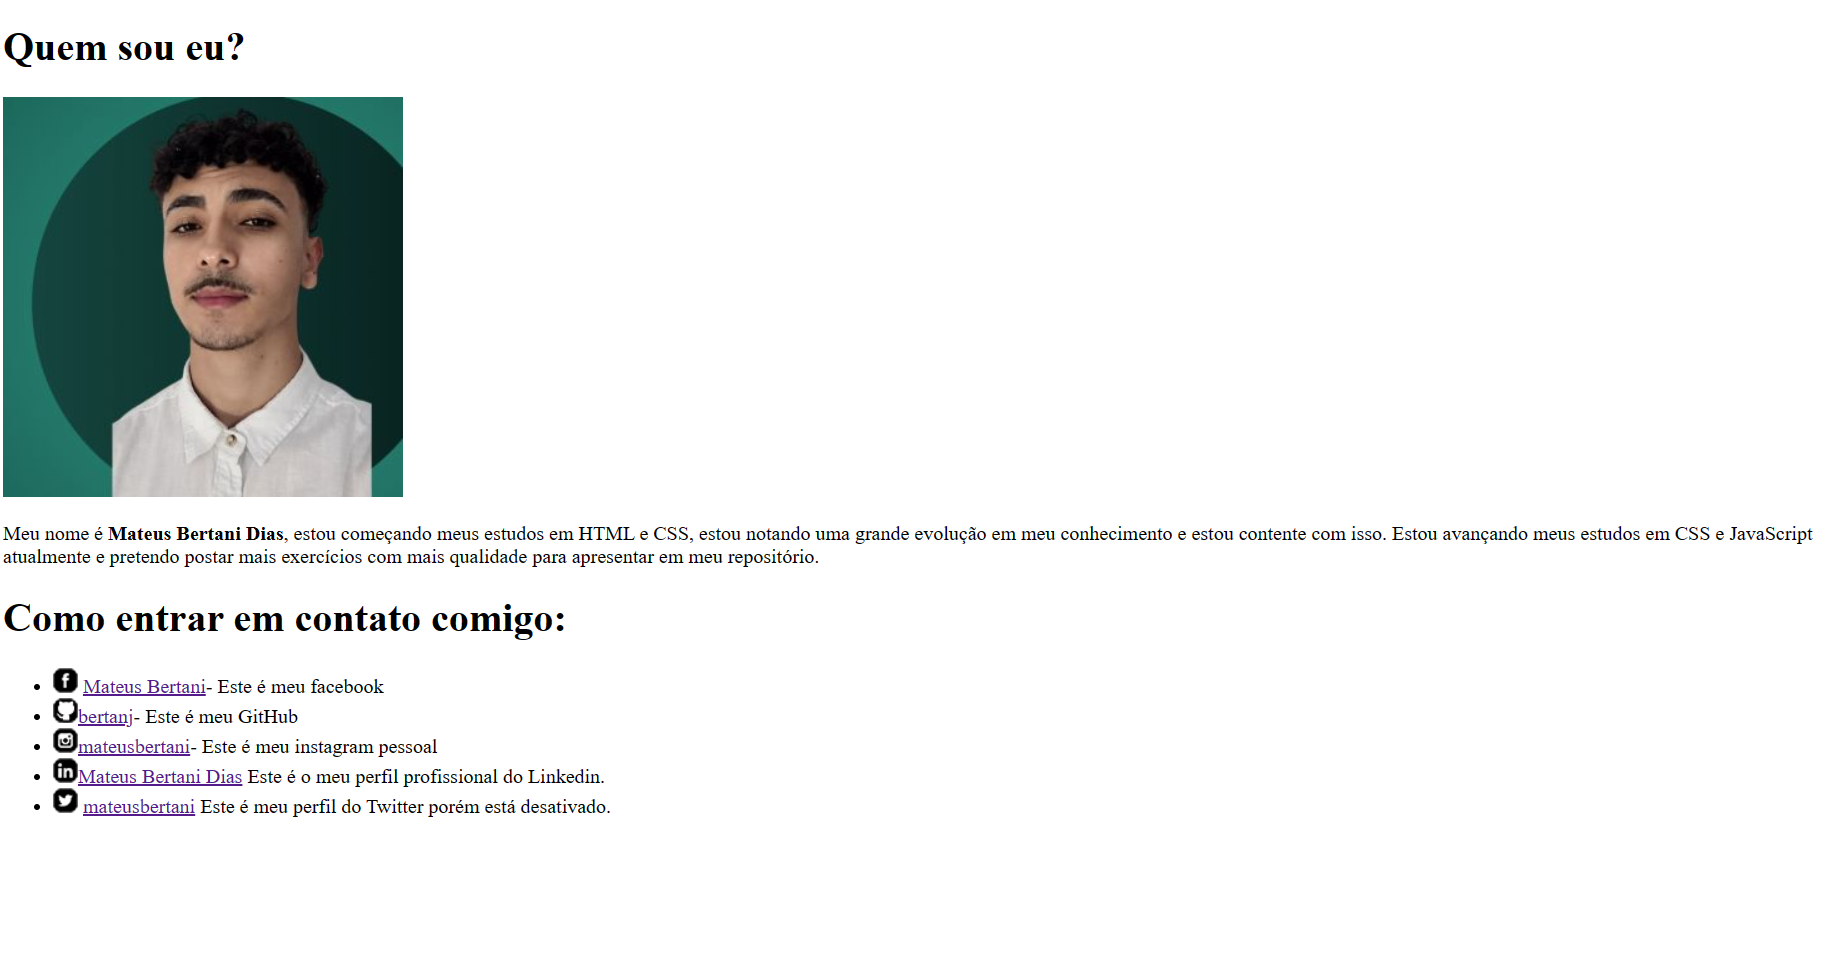 Quem sou eu?
Meu nome é Mateus Bertani Dias, estou começando meus estudos em HTML e CSS, estou notando uma grande evolução em meu conhecimento e estou contente com isso. Estou avançando meus estudos em CSS e JavaScript
atualmente e pretendo postar mais exercícios com mais qualidade para apresentar em meu repositório.
Como entrar em contato comigo:
Mateus Bertani- Este é meu facebook
bertanj- Este é meu GitHub
mateusbertani- Este é meu instagram pessoal
Mateus Bertani Dias Este é o meu perfil profissional do Linkedin.
mateusbertani Este é meu perfil do Twitter porém está desativado.